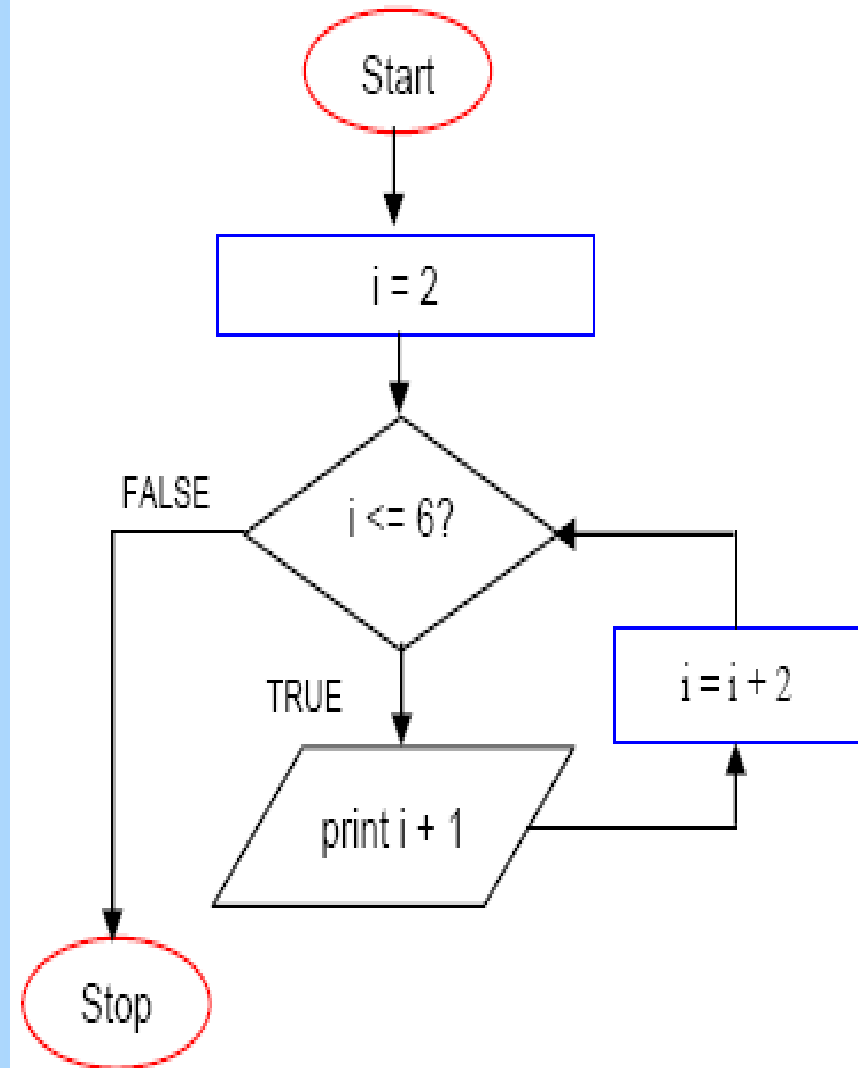 Start
i = 2
i <= 6?
FALSE
TRUE
i = i + 2
print i + 1
Stop